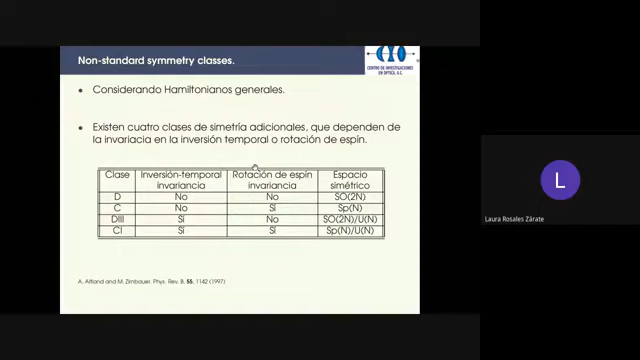 Non-standard symmetry classes.
CIO
CENTRO DE INVESTIGACIONES
EN OPTICA, A.C.
Considerando Hamiltonianos generales.
Existen cuatro clases de simetría adicionales, que dependen de
la invariacia en la inversión temporal o rotación de espín.
Clase Inversión-temporal Rotación de espín Espacio
invariancia invariancia simétrico
D No No SO(2N)
C No Sí Sp(N)
DIII Sí No SO(2N)/U(N)
CI Sí Sí Sp(N)/U(N)
A. Altland and M. Zirnbauer, Phys. Rev. B, 55, 1142 (1997)
L
Laura Rosales Zárate